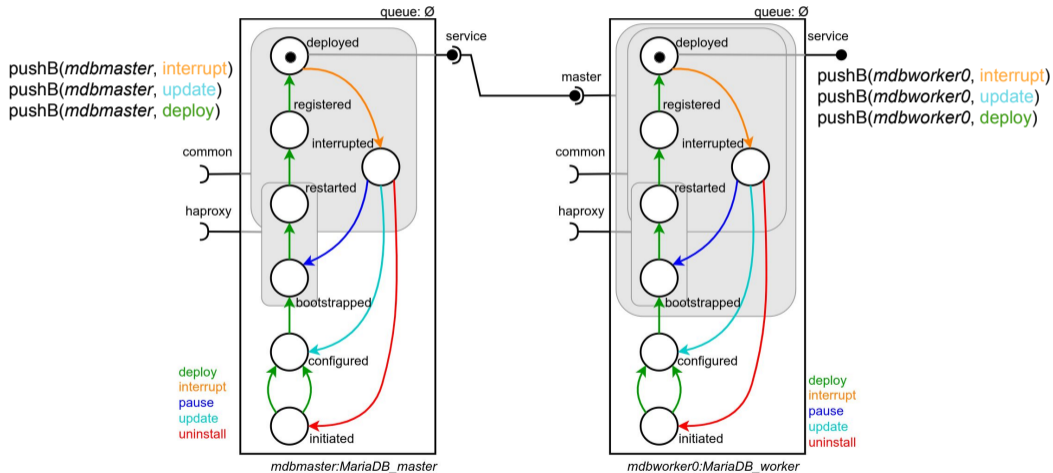 queue: Ø
deployed
service
pushB(mdbmaster, interrupt)
pushB(mdbmaster, update)
pushB(mdbmaster, deploy)
registered
interrupted
common
restarted
haproxy
bootstrapped
configured
deploy
interrupt
pause
update
uninstall
initiated
mdbmaster:MariaDB_master
queue: Ø
deployed
service
master
pushB(mdbworker0, interrupt)
pushB(mdbworker0, update)
pushB(mdbworker0, deploy)
registered
interrupted
common
restarted
haproxy
bootstrapped
configured
deploy
interrupt
pause
update
uninstall
initiated
mdbworker0:MariaDB_worker